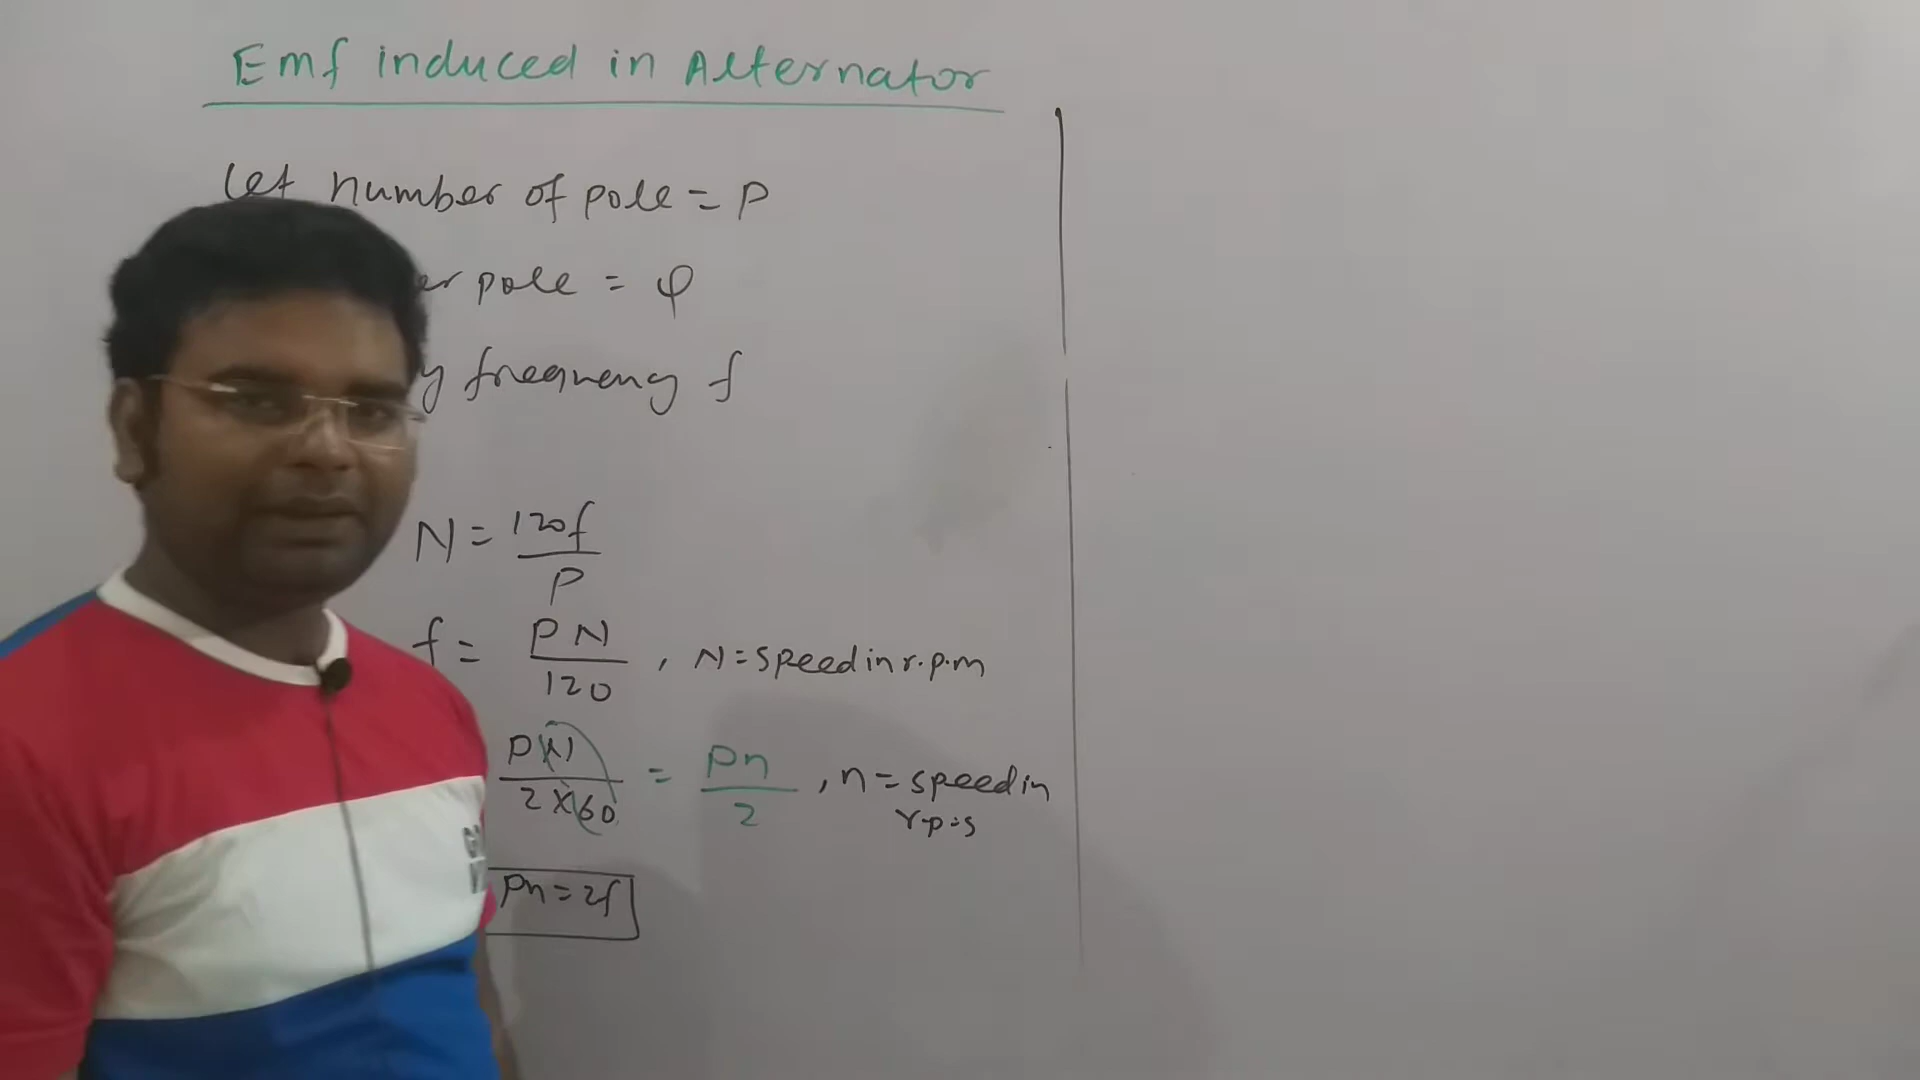 Emf induced in Alternator
Let number of pole = P
er pole = φ
y frequency f
N = 120f / P
f = PN / 120 , N = speed in r.p.m
PN / 2×60 = Pn / 2 , n = speed in
r.p.s
Pn = 2f